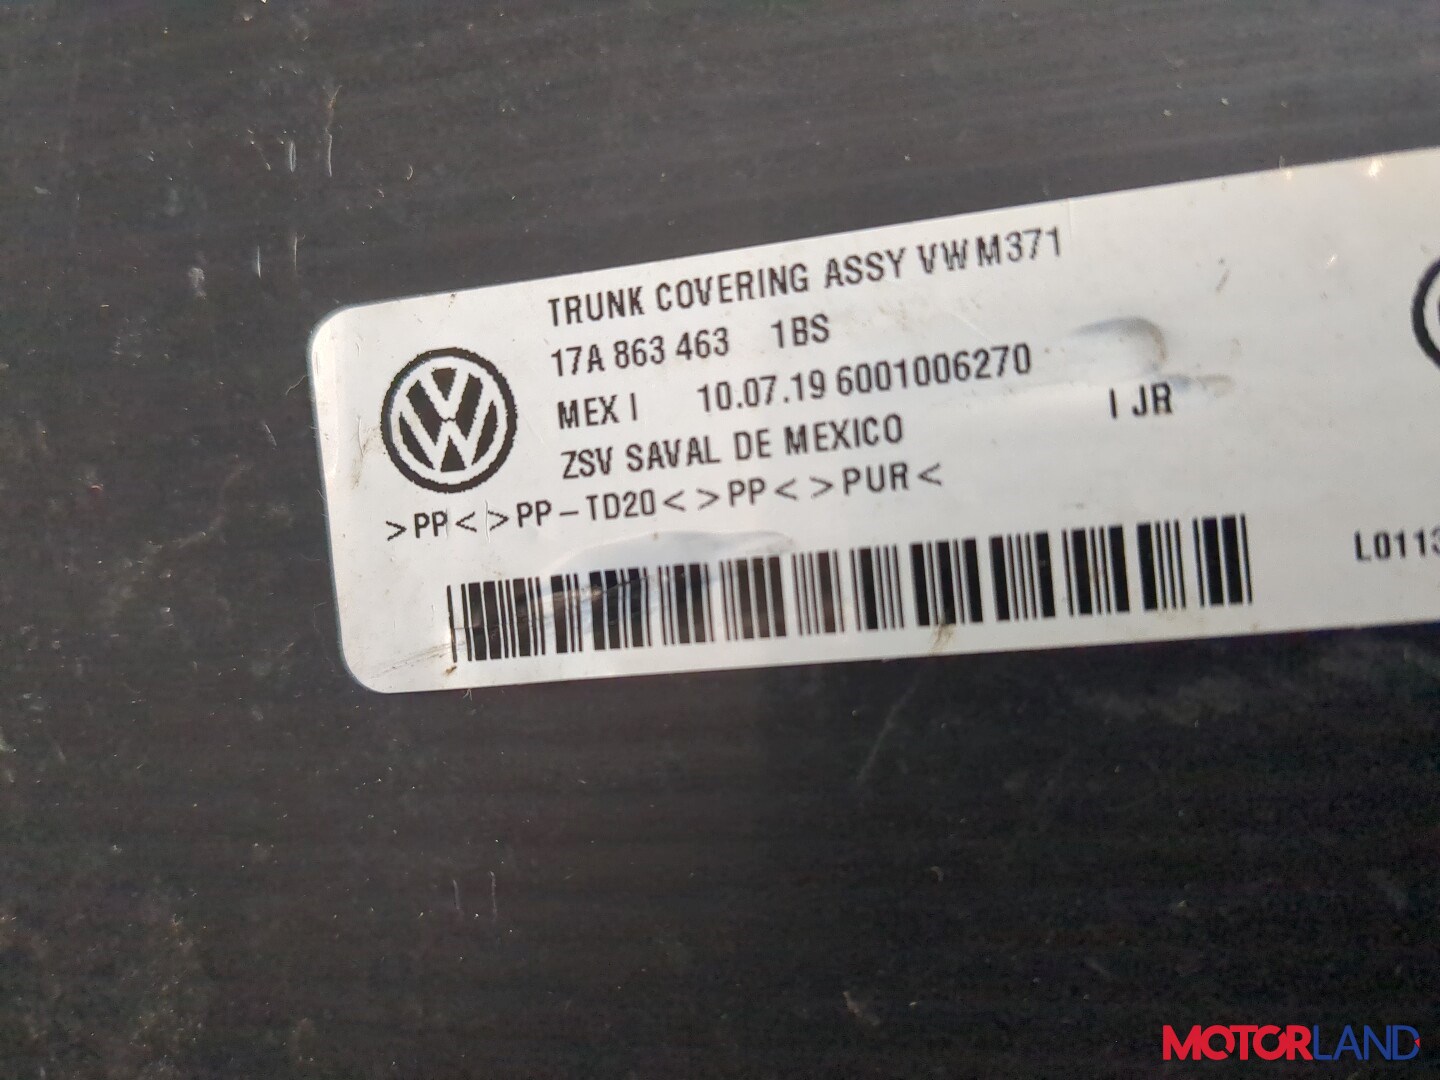 TRUNK COVERING ASSY VW M371
17A 863 463 1BS
MEX I 10.07.19 6001006270
ZSV SAVAL DE MEXICO I JR
>PP< >PP-TD20< >PP< >PUR<
L0113
MOTORLAND